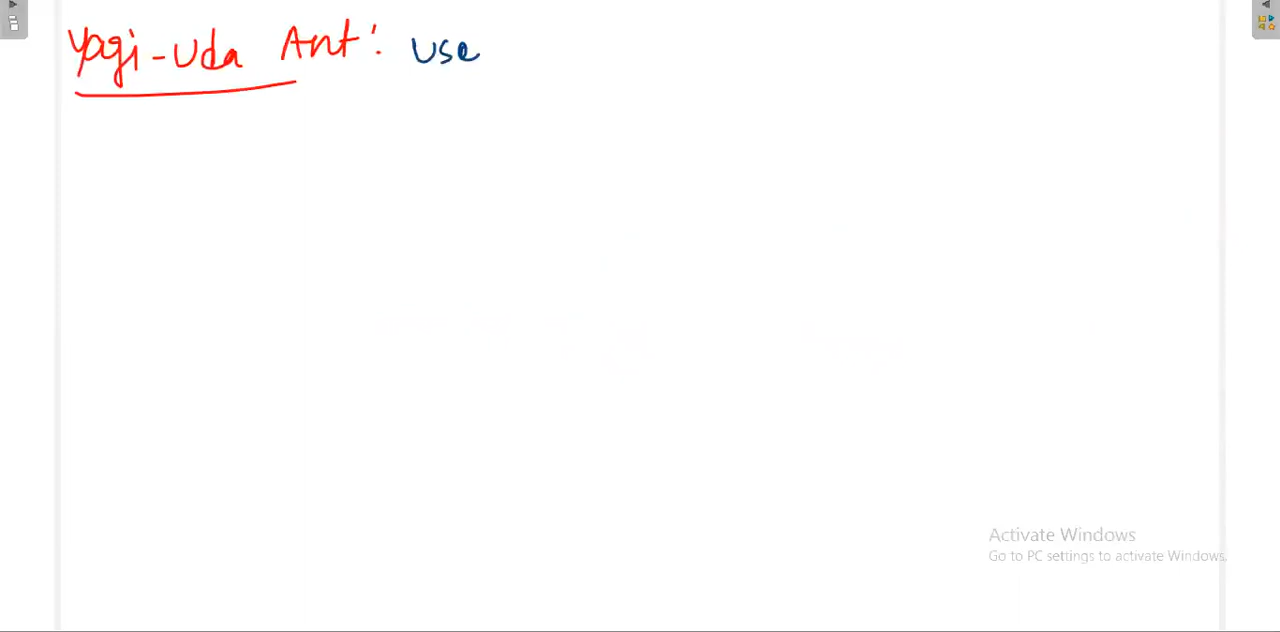 Yagi-Uda Ant: use
Activate Windows
Go to PC settings to activate Windows.